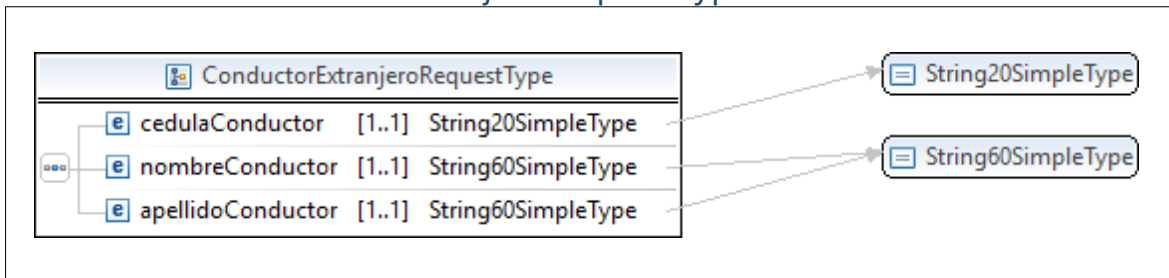 ConductorExtranjeroRequestType
e cedulaConductor [1..1] String20SimpleType
e nombreConductor [1..1] String60SimpleType
e apellidoConductor [1..1] String60SimpleType
String20SimpleType
String60SimpleType